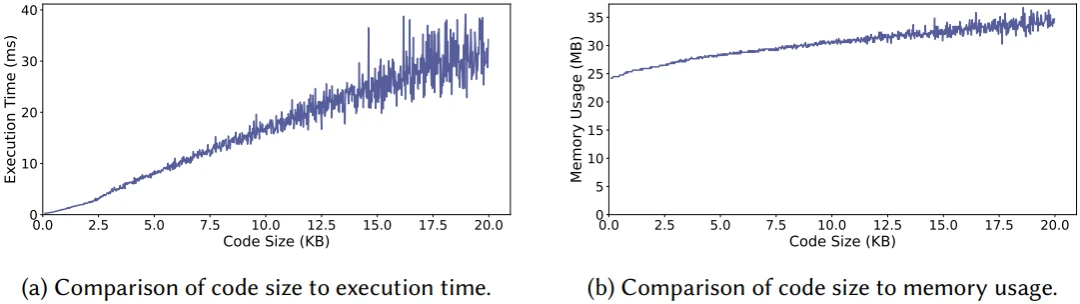 40
30
20
10
0
Execution Time (ms)
0.0 2.5 5.0 7.5 10.0 12.5 15.0 17.5 20.0
Code Size (KB)
(a) Comparison of code size to execution time.
35
30
25
20
15
10
5
0
Memory Usage (MB)
0.0 2.5 5.0 7.5 10.0 12.5 15.0 17.5 20.0
Code Size (KB)
(b) Comparison of code size to memory usage.